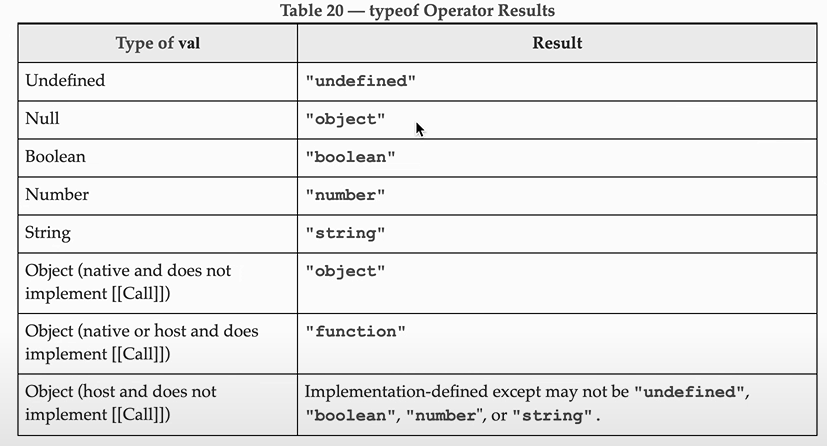 Table 20 — typeof Operator Results
Type of val Result
Undefined "undefined"
Null "object"
Boolean "boolean"
Number "number"
String "string"
Object (native and does not "object"
implement [[Call]])
Object (native or host and does "function"
implement [[Call]])
Object (host and does not Implementation-defined except may not be "undefined",
implement [[Call]]) "boolean", "number", or "string".